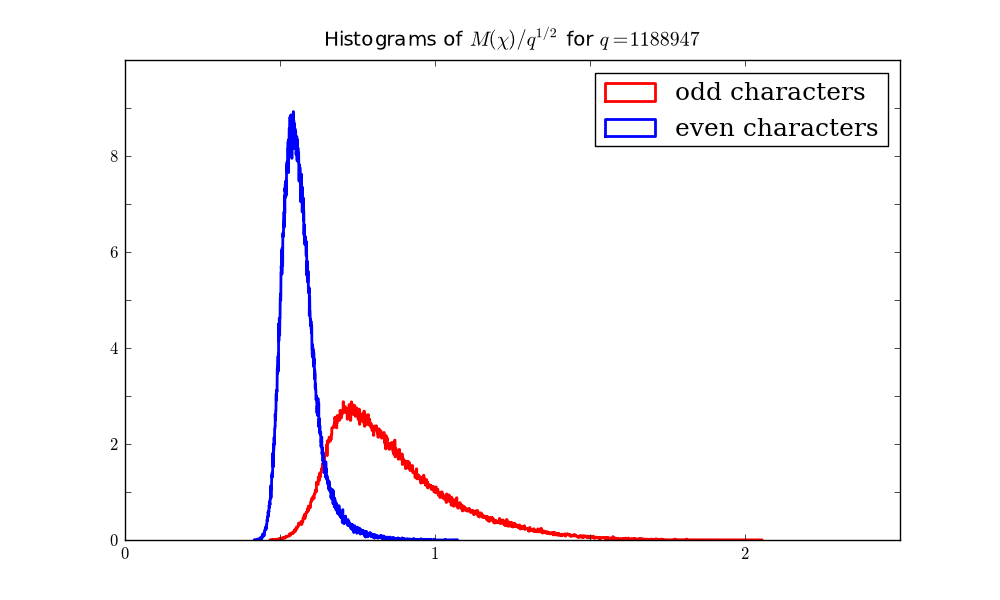 Histograms of M(χ)/q^{1/2} for q=1188947
odd characters
even characters
8
6
4
2
0
0 1 2